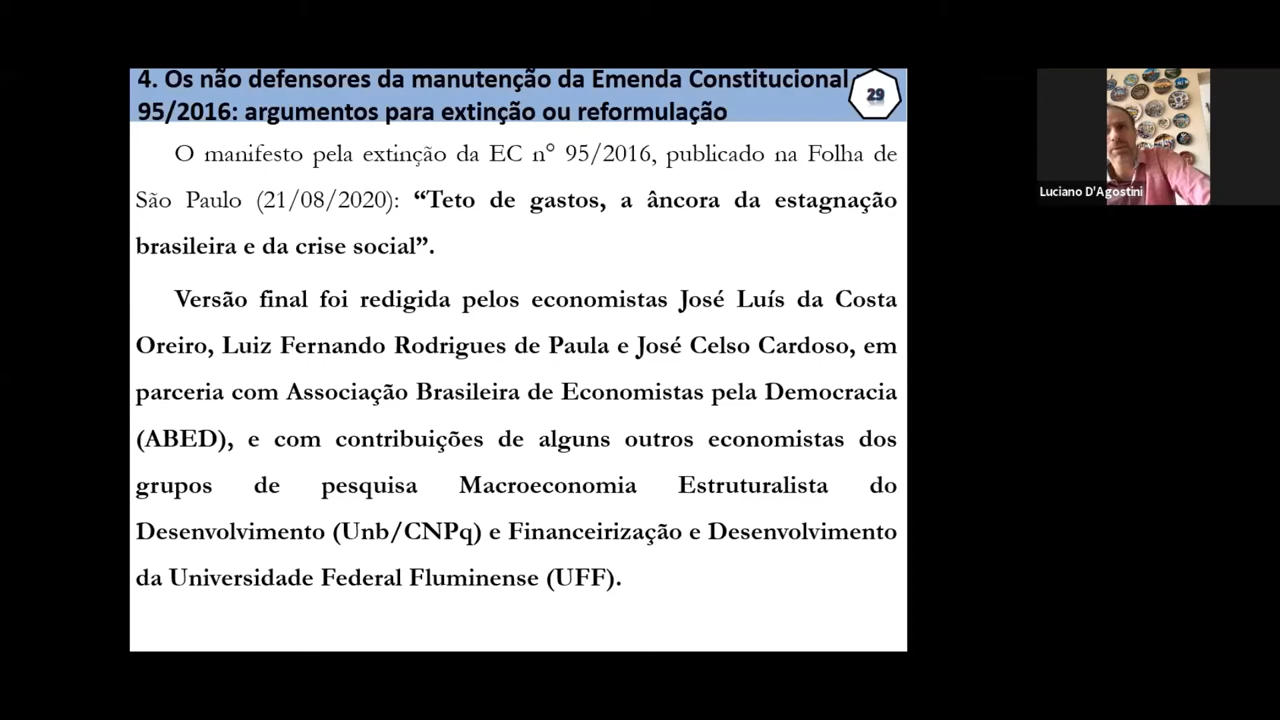 4. Os não defensores da manutenção da Emenda Constitucional
95/2016: argumentos para extinção ou reformulação
29
O manifesto pela extinção da EC n° 95/2016, publicado na Folha de
São Paulo (21/08/2020): “Teto de gastos, a âncora da estagnação
brasileira e da crise social”.
Versão final foi redigida pelos economistas José Luís da Costa
Oreiro, Luiz Fernando Rodrigues de Paula e José Celso Cardoso, em
parceria com Associação Brasileira de Economistas pela Democracia
(ABED), e com contribuições de alguns outros economistas dos
grupos de pesquisa Macroeconomia Estruturalista do
Desenvolvimento (Unb/CNPq) e Financeirização e Desenvolvimento
da Universidade Federal Fluminense (UFF).
Luciano D'Agostini